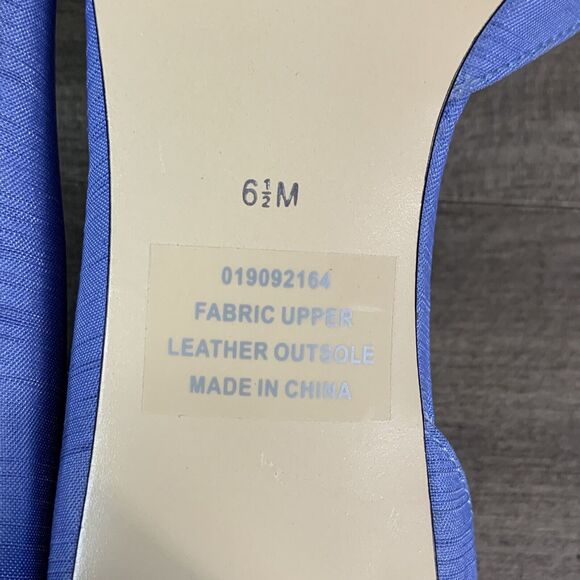 6½M
019092164
FABRIC UPPER
LEATHER OUTSOLE
MADE IN CHINA